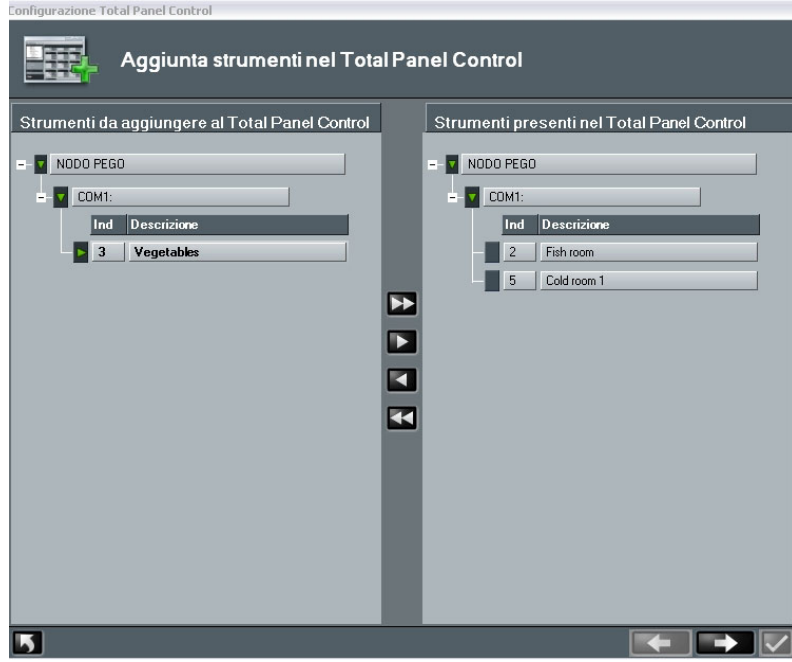 Configurazione Total Panel Control
Aggiunta strumenti nel Total Panel Control
Strumenti da aggiungere al Total Panel Control
NODO PEGO
COM1:
Ind Descrizione
3 Vegetables
Strumenti presenti nel Total Panel Control
NODO PEGO
COM1:
Ind Descrizione
2 Fish room
5 Cold room 1